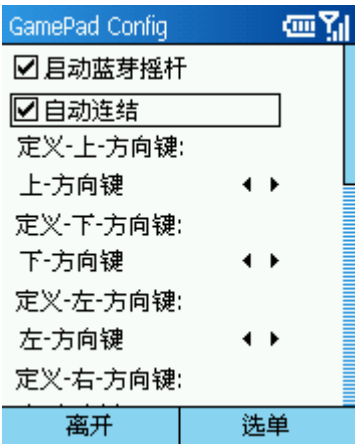 GamePad Config
启动蓝芽摇杆
自动连结
定义-上-方向键:
上-方向键
定义-下-方向键:
下-方向键
定义-左-方向键:
左-方向键
定义-右-方向键:
离开 选单